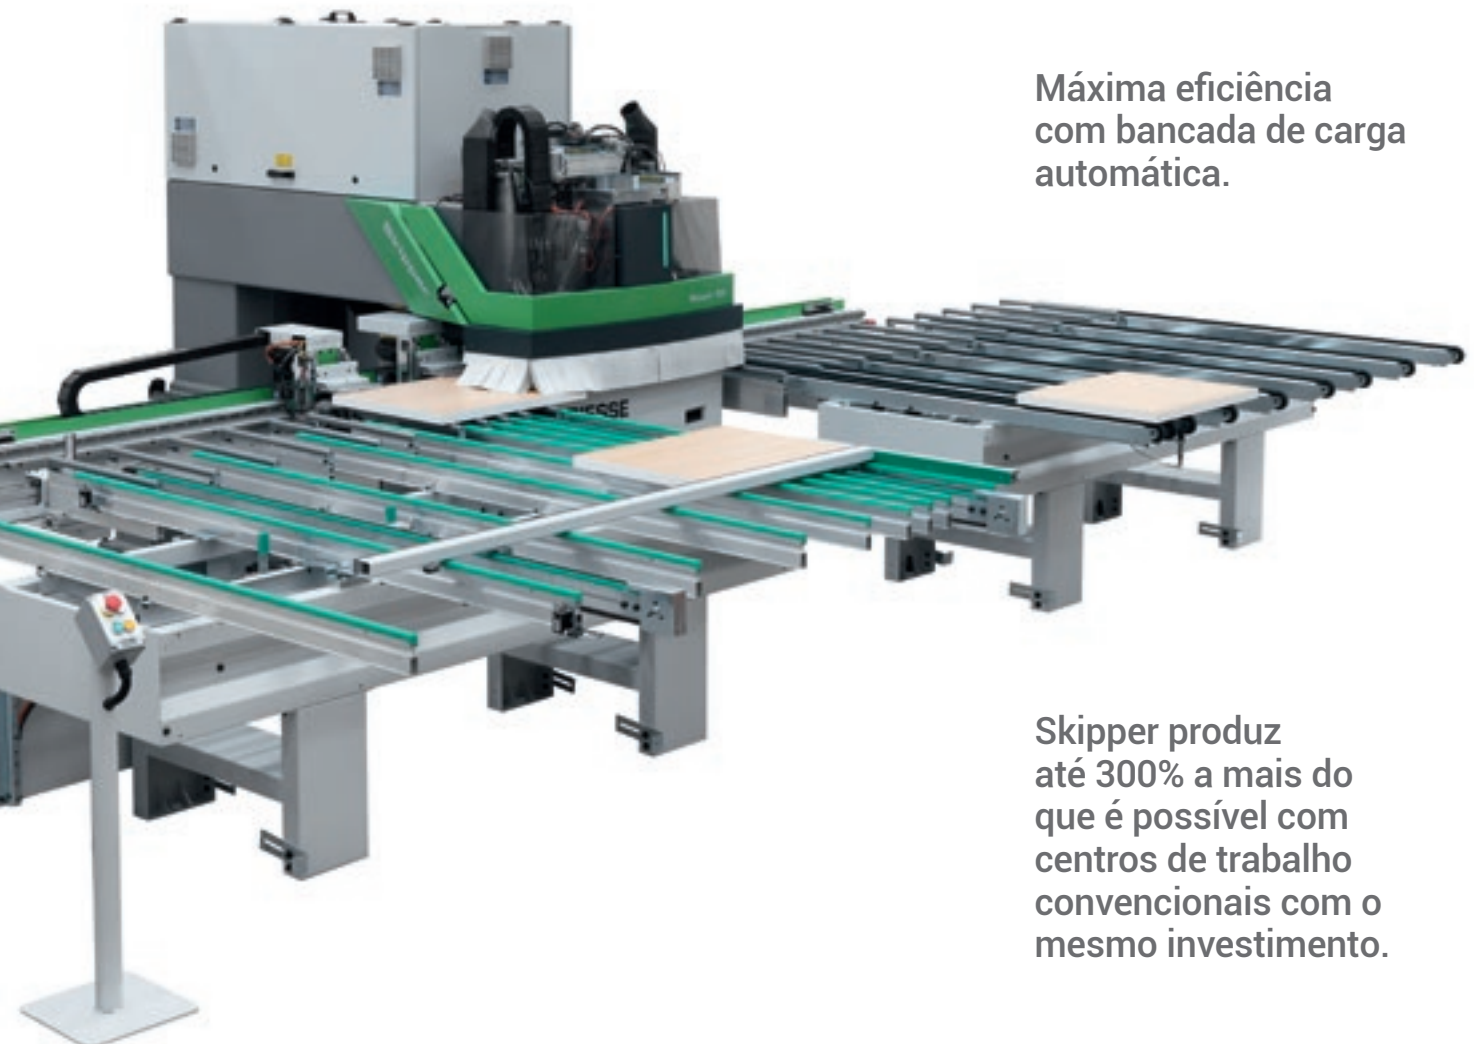 Máxima eficiência
com bancada de carga
automática.
Skipper produz
até 300% a mais do
que é possível com
centros de trabalho
convencionais com o
mesmo investimento.